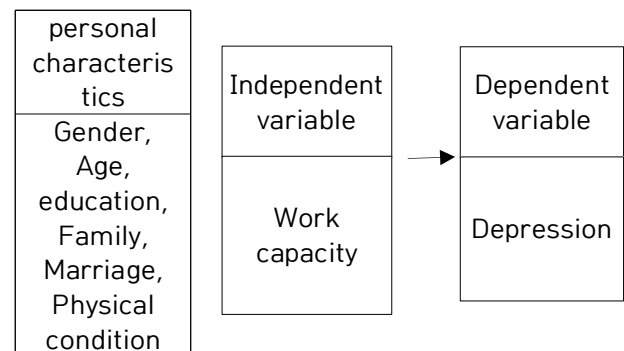 personal
characteris
tics
Gender,
Age,
education,
Family,
Marriage,
Physical
condition
Independent
variable
Work
capacity
Dependent
variable
Depression